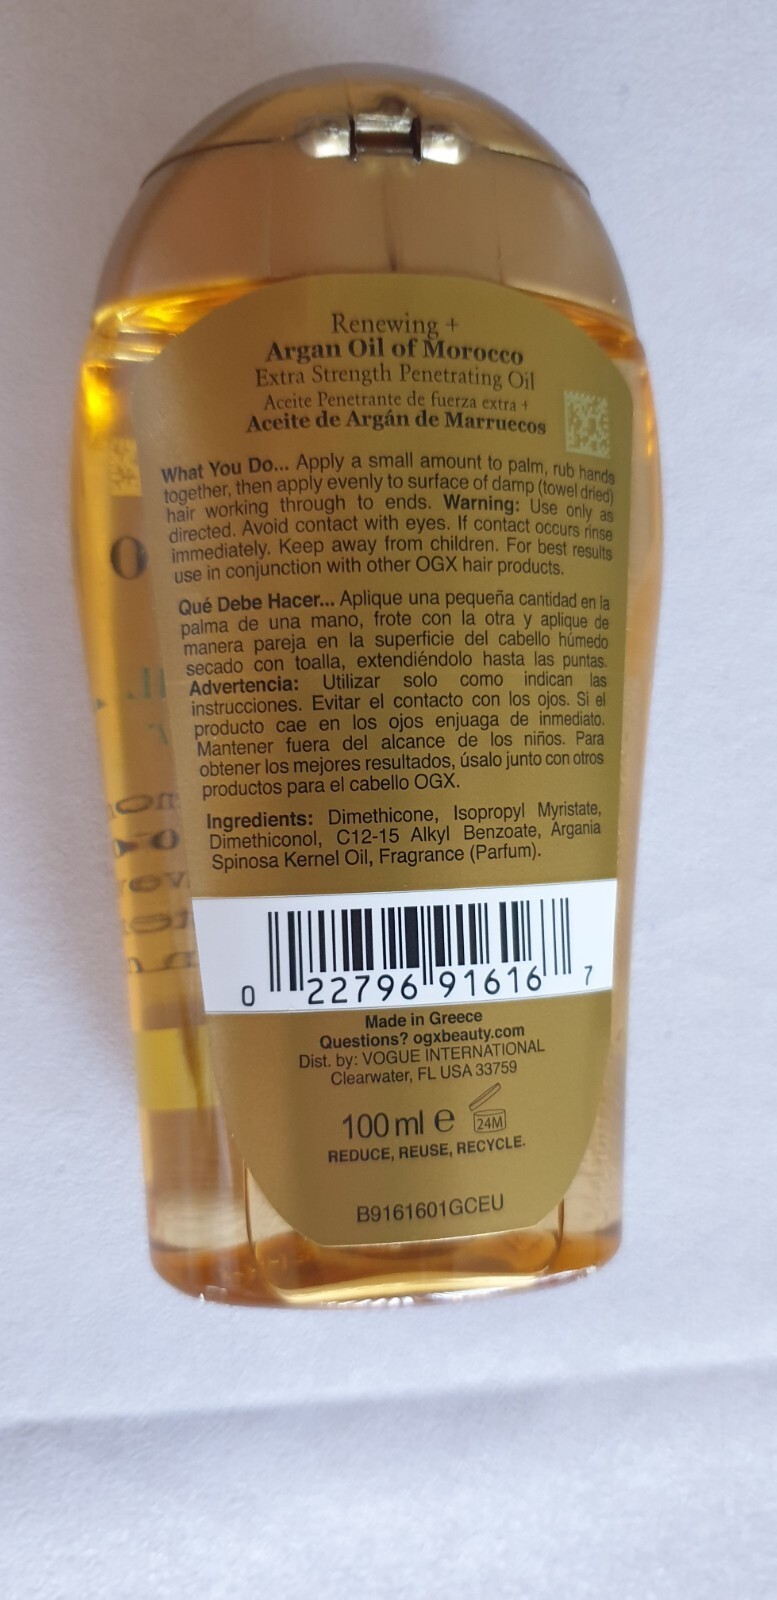 Renewing +
Argan Oil of Morocco
Extra Strength Penetrating Oil
Aceite Penetrante de fuerza extra +
Aceite de Argán de Marruecos
What You Do... Apply a small amount to palm, rub hands
together, then apply evenly to surface of damp (towel dried)
hair working through to ends. Warning: Use only as
directed. Avoid contact with eyes. If contact occurs rinse
immediately. Keep away from children. For best results
use in conjunction with other OGX hair products.
Qué Debe Hacer... Aplique una pequeña cantidad en la
palma de una mano, frote con la otra y aplique de
manera pareja en la superficie del cabello húmedo
secado con toalla, extendiéndolo hasta las puntas.
Advertencia: Utilizar solo como indican las
instrucciones. Evitar el contacto con los ojos. Si el
producto cae en los ojos enjuaga de inmediato.
Mantener fuera del alcance de los niños. Para
obtener los mejores resultados, úsalo junto con otros
productos para el cabello OGX.
Ingredients: Dimethicone, Isopropyl Myristate,
Dimethiconol, C12-15 Alkyl Benzoate, Argania
Spinosa Kernel Oil, Fragrance (Parfum).
0 22796 91616 7
Made in Greece
Questions? ogxbeauty.com
Dist. by: VOGUE INTERNATIONAL
Clearwater, FL USA 33759
100 ml e 24M
REDUCE, REUSE, RECYCLE.
B9161601GCEU